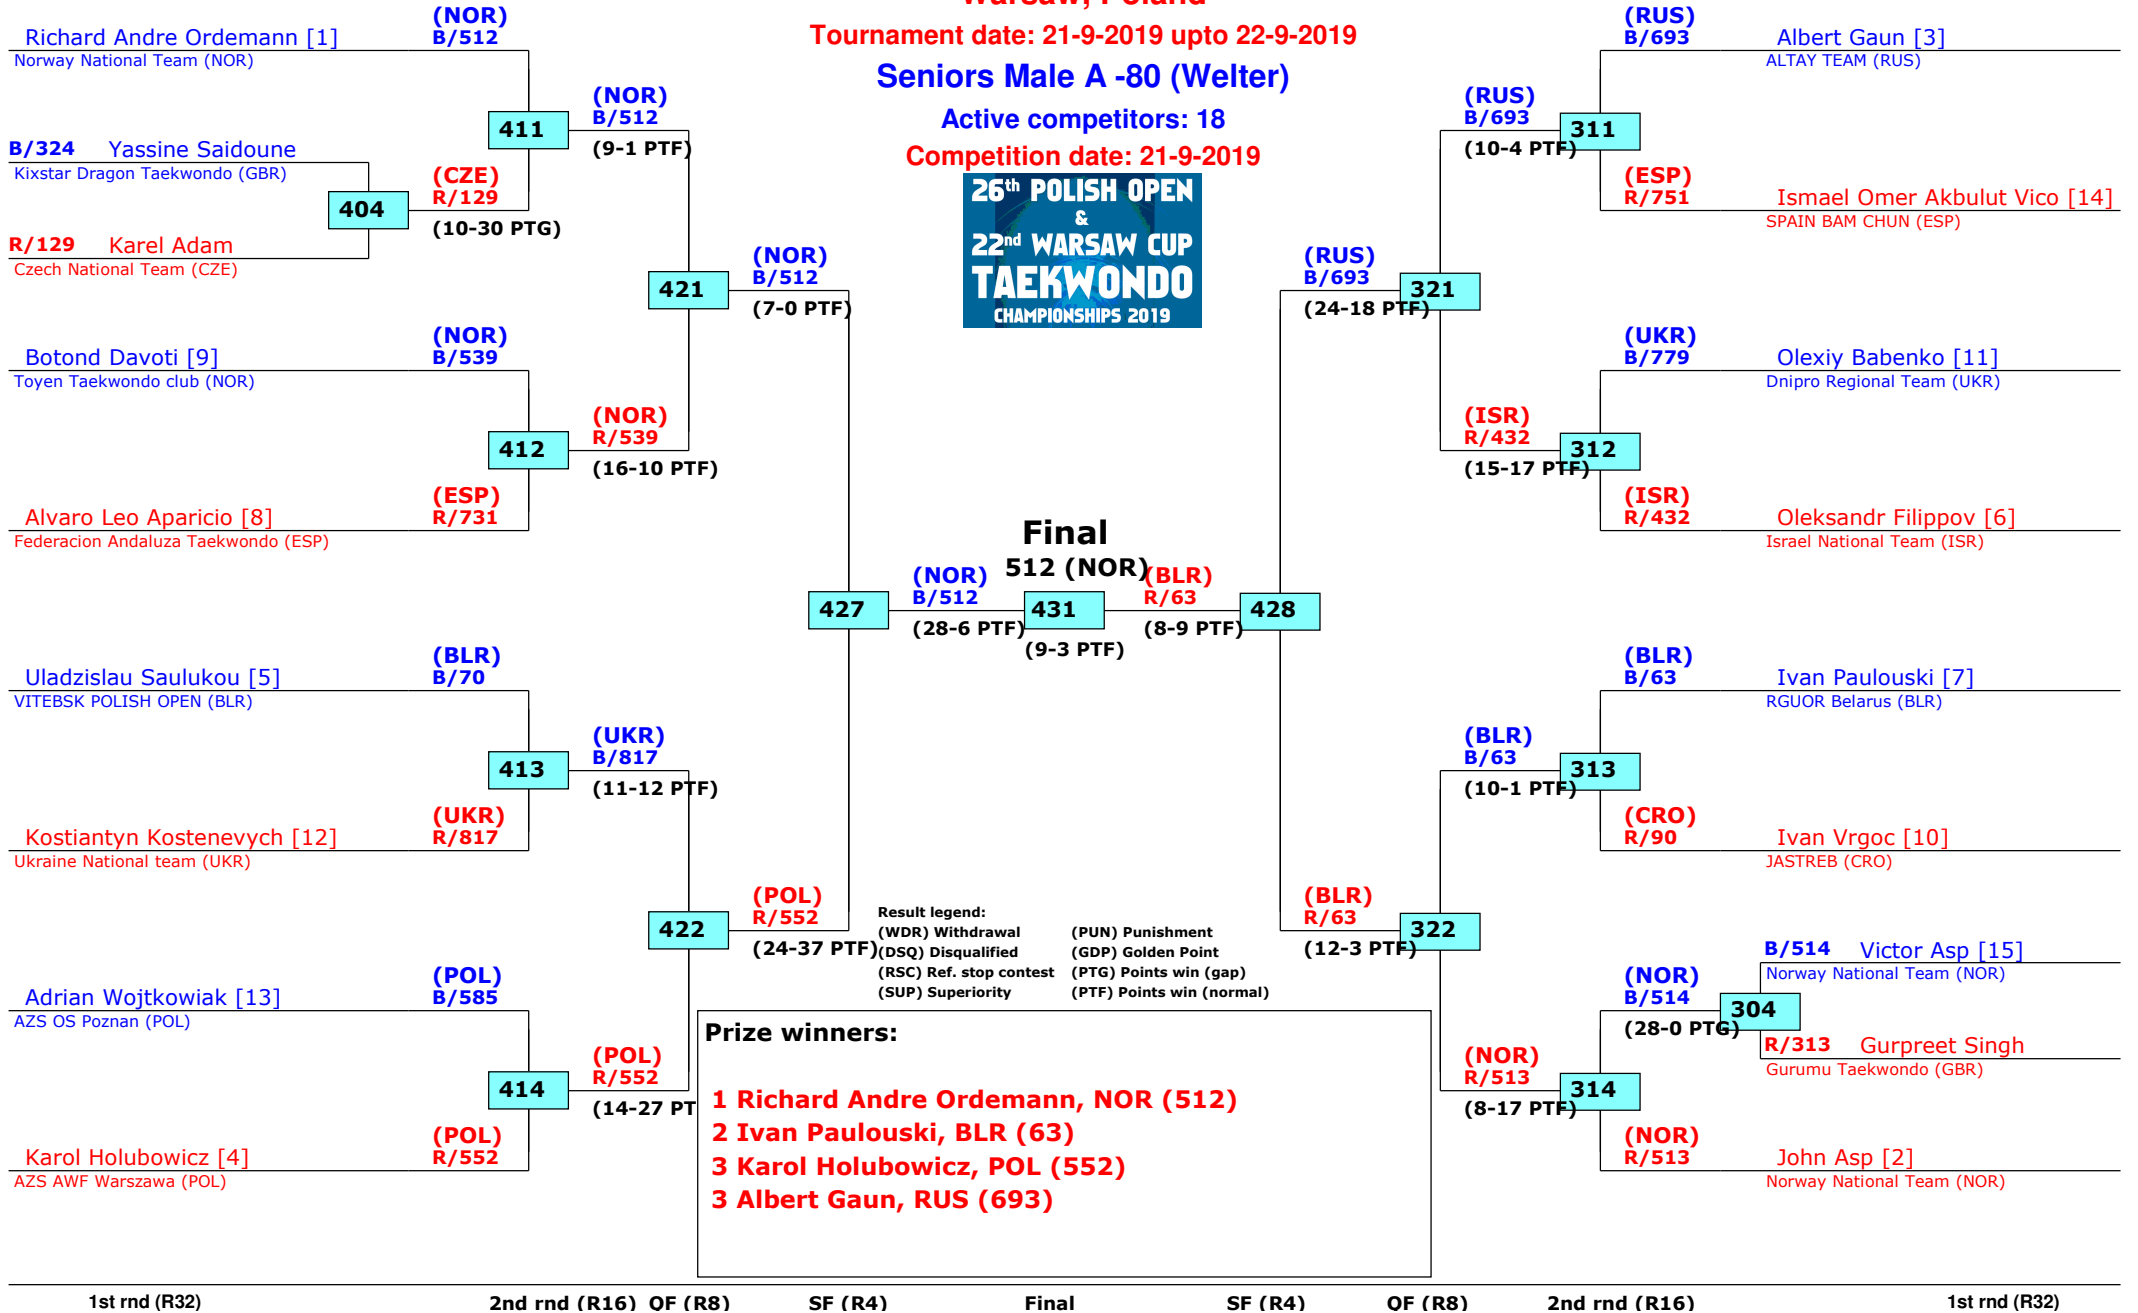 Warsaw, Poland
Tournament date: 21-9-2019 upto 22-9-2019
Seniors Male A -80 (Welter)
Active competitors: 18
Competition date: 21-9-2019
26th POLISH OPEN
&
22nd WARSAW CUP
TAEKWONDO
CHAMPIONSHIPS 2019
Richard Andre Ordemann [1]
Norway National Team (NOR)
(NOR)
B/512
B/324 Yassine Saidoune
Kixstar Dragon Taekwondo (GBR)
404
R/129 Karel Adam
Czech National Team (CZE)
(CZE)
R/129
(10-30 PTG)
411
(NOR)
B/512
(9-1 PTF)
Botond Davoti [9]
Toyen Taekwondo club (NOR)
(NOR)
B/539
412
Alvaro Leo Aparicio [8]
Federacion Andaluza Taekwondo (ESP)
(ESP)
R/731
(NOR)
R/539
(16-10 PTF)
421
(NOR)
B/512
(7-0 PTF)
Uladzislau Saulukou [5]
VITEBSK POLISH OPEN (BLR)
(BLR)
B/70
413
Kostiantyn Kostenevych [12]
Ukraine National team (UKR)
(UKR)
R/817
(UKR)
B/817
(11-12 PTF)
Adrian Wojtkowiak [13]
AZS OS Poznan (POL)
(POL)
B/585
414
Karol Holubowicz [4]
AZS AWF Warszawa (POL)
(POL)
R/552
(POL)
R/552
(14-27 PT
422
(POL)
R/552
(24-37 PTF)
427
(NOR)
B/512
(28-6 PTF)
Final
512 (NOR)
431
(9-3 PTF)
(BLR)
R/63
(8-9 PTF)
428
(RUS)
B/693
(24-18 PTF)
321
(RUS)
B/693
(10-4 PTF)
311
(RUS)
B/693
Albert Gaun [3]
ALTAY TEAM (RUS)
(ESP)
R/751
Ismael Omer Akbulut Vico [14]
SPAIN BAM CHUN (ESP)
(ISR)
R/432
(15-17 PTF)
312
(UKR)
B/779
Olexiy Babenko [11]
Dnipro Regional Team (UKR)
(ISR)
R/432
Oleksandr Filippov [6]
Israel National Team (ISR)
(BLR)
R/63
(12-3 PTF)
322
(BLR)
B/63
(10-1 PTF)
313
(BLR)
B/63
Ivan Paulouski [7]
RGUOR Belarus (BLR)
(CRO)
R/90
Ivan Vrgoc [10]
JASTREB (CRO)
(NOR)
R/513
(8-17 PTF)
314
(NOR)
B/514
(28-0 PTG)
304
B/514 Victor Asp [15]
Norway National Team (NOR)
R/313 Gurpreet Singh
Gurumu Taekwondo (GBR)
(NOR)
R/513
John Asp [2]
Norway National Team (NOR)
Result legend:
(WDR) Withdrawal (PUN) Punishment
(DSQ) Disqualified (GDP) Golden Point
(RSC) Ref. stop contest (PTG) Points win (gap)
(SUP) Superiority (PTF) Points win (normal)
Prize winners:
1 Richard Andre Ordemann, NOR (512)
2 Ivan Paulouski, BLR (63)
3 Karol Holubowicz, POL (552)
3 Albert Gaun, RUS (693)
1st rnd (R32) 2nd rnd (R16) QF (R8) SF (R4) Final SF (R4) QF (R8) 2nd rnd (R16) 1st rnd (R32)